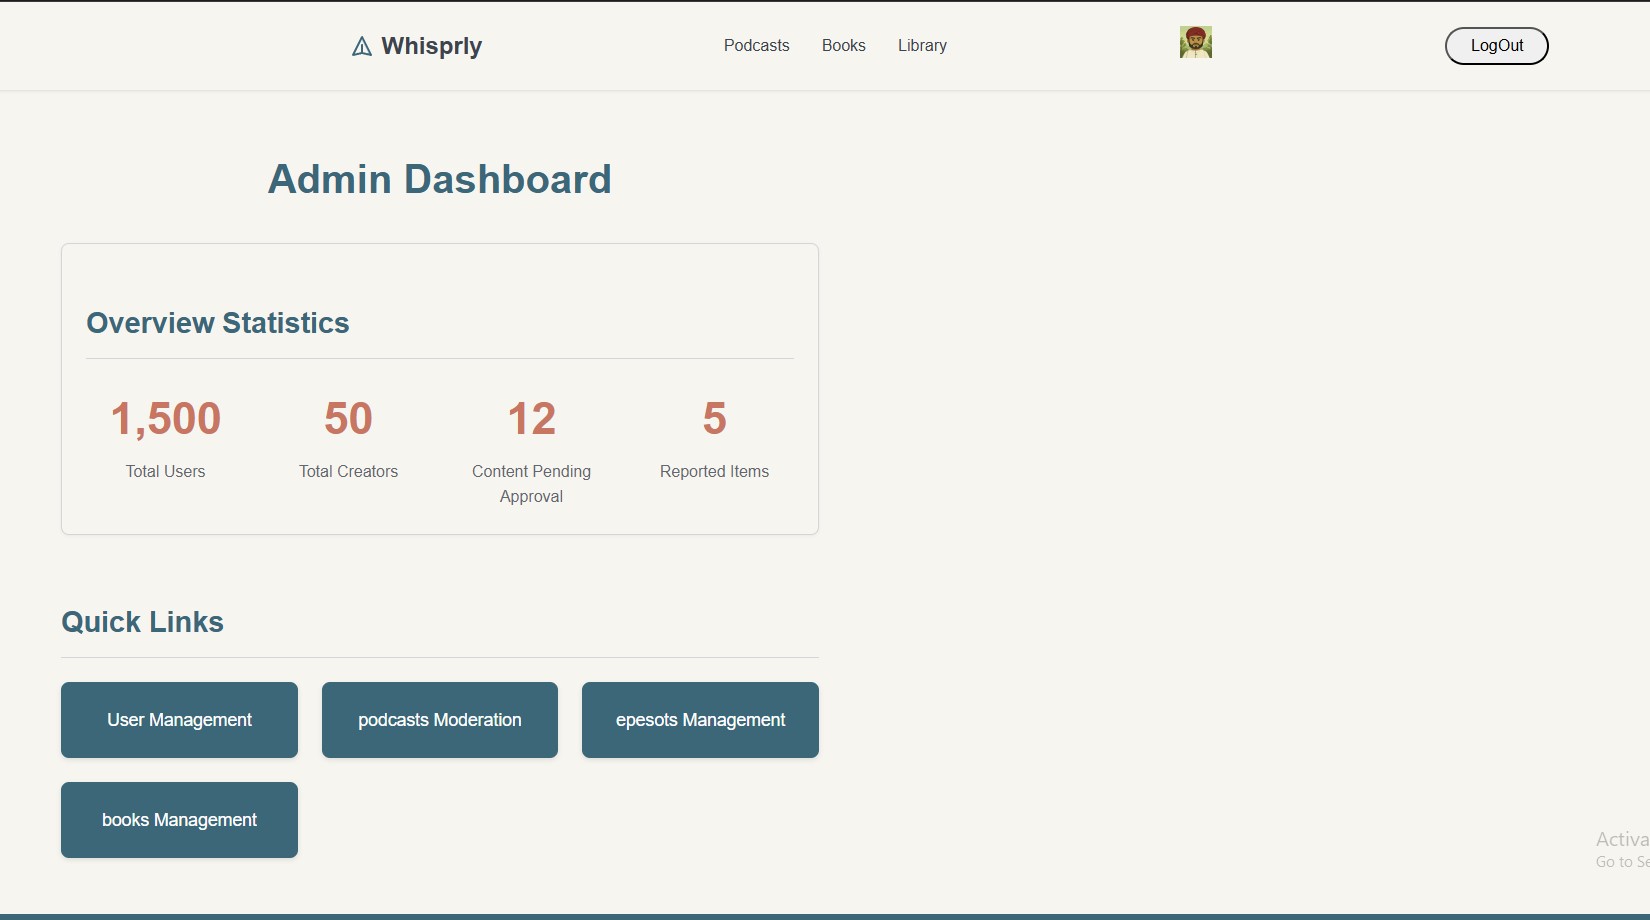 Whisprly
Podcasts Books Library
LogOut
Admin Dashboard
Overview Statistics
1,500 50 12 5
Total Users Total Creators Content Pending Reported Items
Approval
Quick Links
User Management podcasts Moderation epesots Management
books Management
Activa
Go to Se